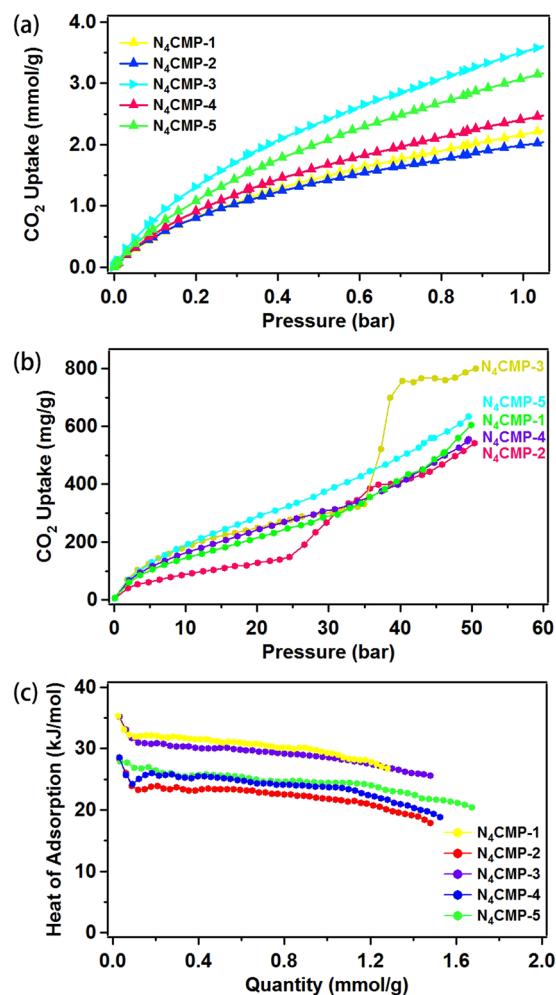 (a)
4.0
3.0
2.0
1.0
0.0
CO₂ Uptake (mmol/g)
N₄CMP-1
N₄CMP-2
N₄CMP-3
N₄CMP-4
N₄CMP-5
0.0 0.2 0.4 0.6 0.8 1.0
Pressure (bar)
(b)
800
600
400
200
0
CO₂ Uptake (mg/g)
N₄CMP-3
N₄CMP-5
N₄CMP-1
N₄CMP-4
N₄CMP-2
0 10 20 30 40 50 60
Pressure (bar)
(c)
40
30
20
10
0
Heat of Adsorption (kJ/mol)
N₄CMP-1
N₄CMP-2
N₄CMP-3
N₄CMP-4
N₄CMP-5
0.0 0.4 0.8 1.2 1.6 2.0
Quantity (mmol/g)